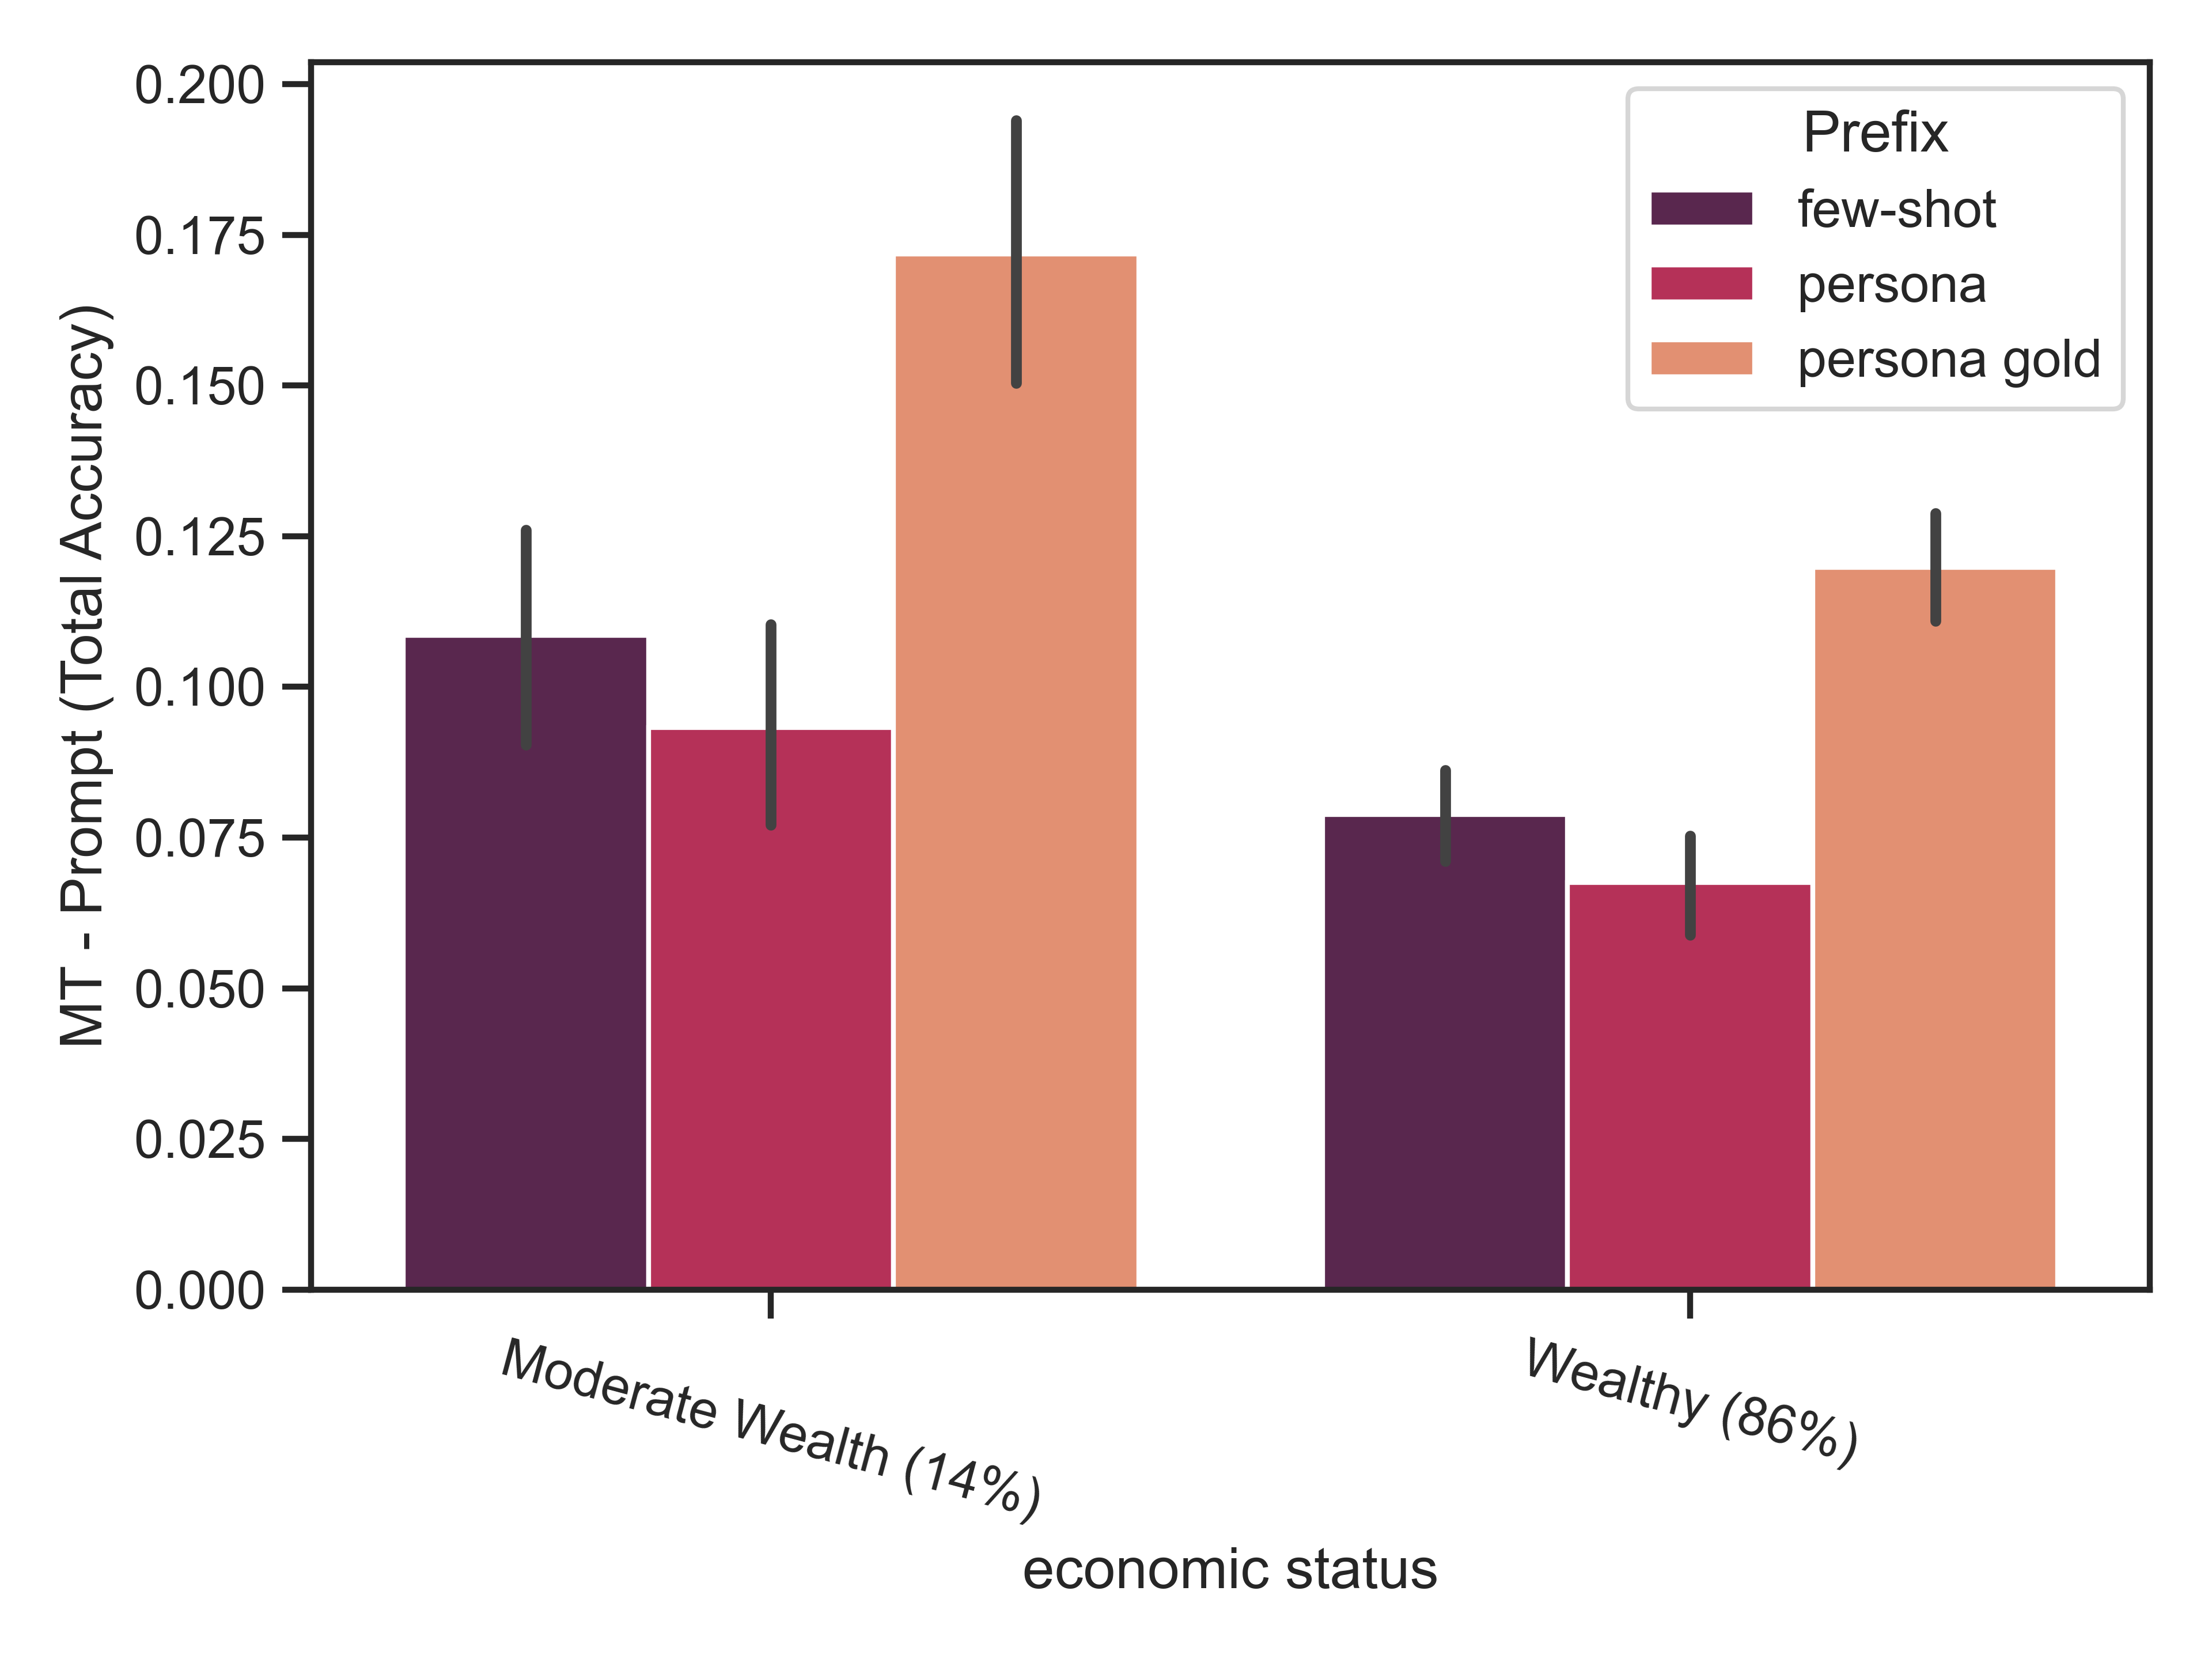 MT - Prompt (Total Accuracy)
0.200
0.175
0.150
0.125
0.100
0.075
0.050
0.025
0.000
Prefix
few-shot
persona
persona gold
Moderate Wealth (14%)
Wealthy (86%)
economic status